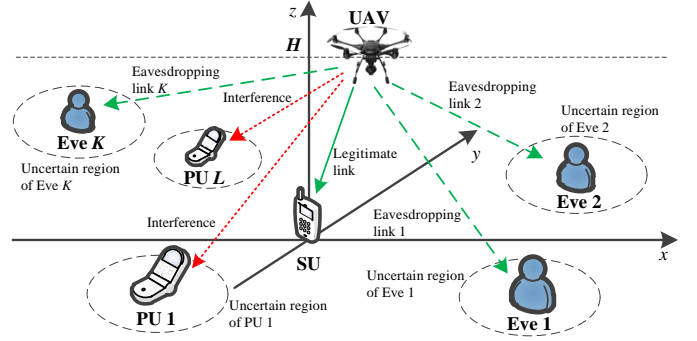 z
UAV
H
Eavesdropping
link K
Eavesdropping
link 2
Interference
Uncertain region
of Eve 2
Eve K
Uncertain region
of Eve K
PU L
Legitimate
link
y
Eve 2
Interference
Eavesdropping
link 1
SU
x
Uncertain region
of Eve 1
Uncertain region
of PU 1
PU 1
Eve 1